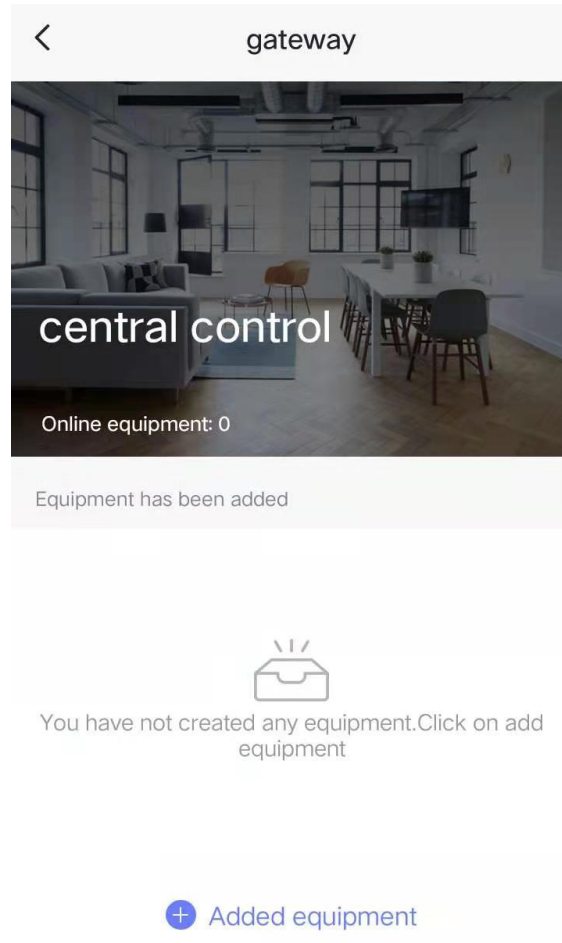 gateway
central control
Online equipment: 0
Equipment has been added
You have not created any equipment.Click on add
equipment
Added equipment